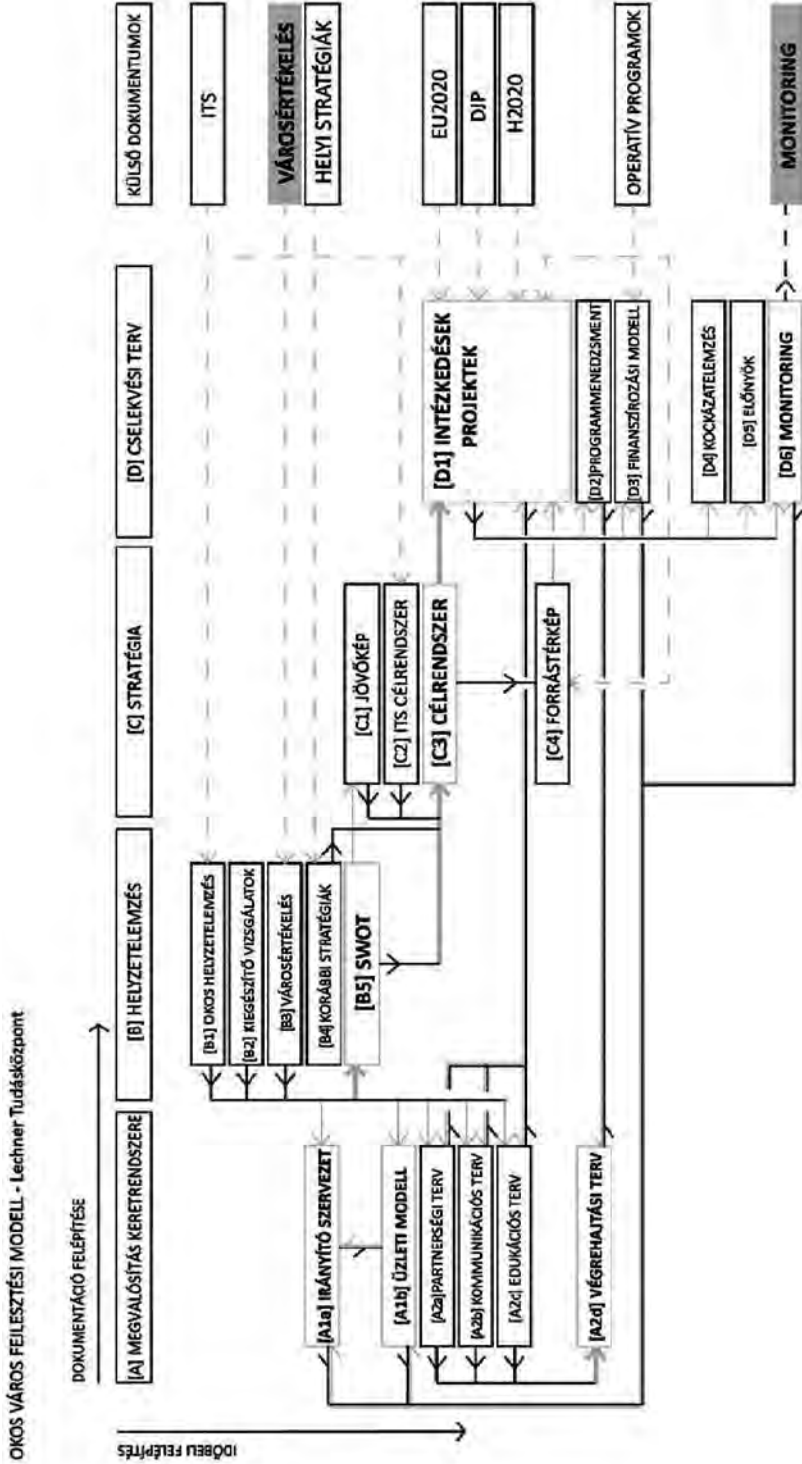 OKOS VÁROS FEJLESZTÉSI MODELL - Lechner Tudásközpont
DOKUMENTÁCIÓ FELÉPÍTÉSE
IDŐBELI FELÉPÍTÉS
[A] MEGVALÓSÍTÁS KERETRENDSZERE
[B] HELYZETELEMZÉS
[C] STRATÉGIA
[D] CSELEKVÉSI TERV
KÜLSŐ DOKUMENTUMOK
[A1a] IRÁNYÍTÓ SZERVEZET
[A1b] ÜZLETI MODELL
[A2a] PARTNERSÉGI TERV
[A2b] KOMMUNIKÁCIÓS TERV
[A2c] EDUKÁCIÓS TERV
[A2d] VÉGREHAJTÁSI TERV
[B1] OKOS HELYZETELEMZÉS
[B2] KIEGÉSZÍTŐ VIZSGÁLATOK
[B3] VÁROSÉRTÉKELÉS
[B4] KORÁBBI STRATÉGIÁK
[B5] SWOT
[C1] JÖVŐKÉP
[C2] ITS CÉLRENDSZER
[C3] CÉLRENDSZER
[C4] FORRÁSTÉRKÉP
[D1] INTÉZKEDÉSEK
PROJEKTEK
[D2] PROGRAMMENEDZSMENT
[D3] FINANSZÍROZÁSI MODELL
[D4] KOCKÁZATELEMZÉS
[D5] ELŐNYÖK
[D6] MONITORING
ITS
VÁROSÉRTÉKELÉS
HELYI STRATÉGIÁK
EU2020
DJP
H2020
OPERATÍV PROGRAMOK
MONITORING